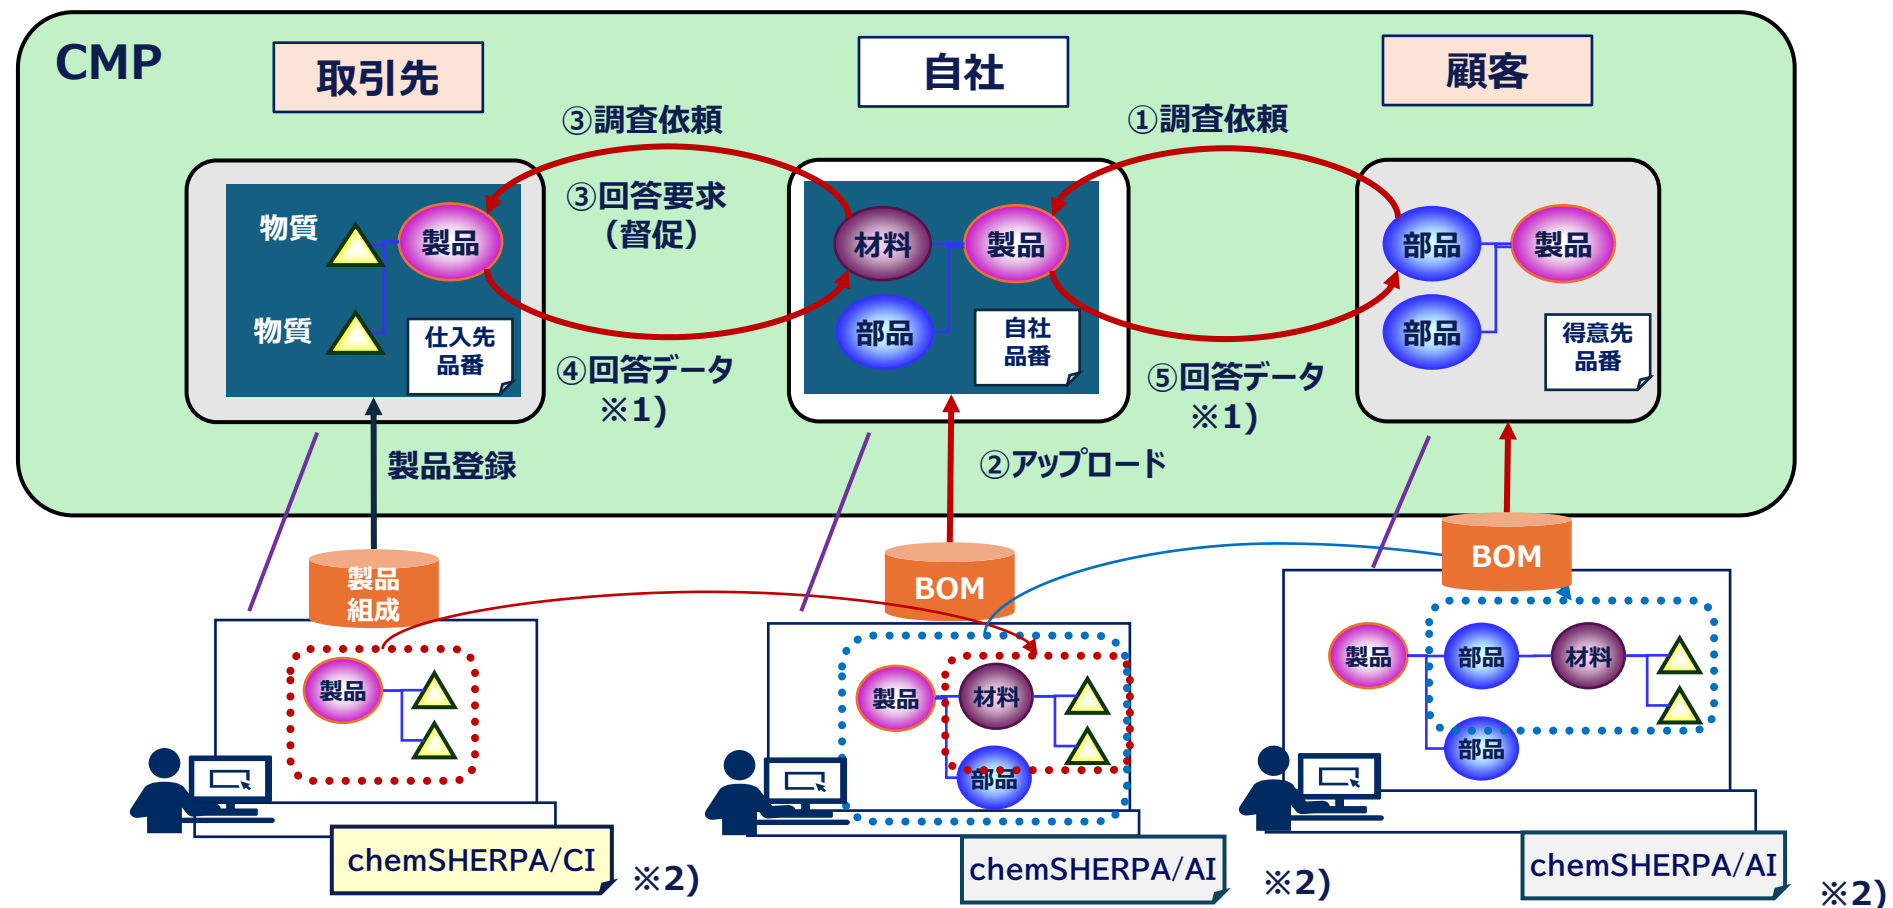 CMP
取引先
自社
顧客
③調査依頼
①調査依頼
③回答要求
（督促）
物質
製品
物質
仕入先
品番
材料
製品
部品
自社
品番
部品
製品
部品
得意先
品番
④回答データ
※1)
⑤回答データ
※1)
製品登録
②アップロード
製品
組成
BOM
BOM
製品
製品
材料
部品
製品
部品
材料
部品
chemSHERPA/CI
※2)
chemSHERPA/AI
※2)
chemSHERPA/AI
※2)